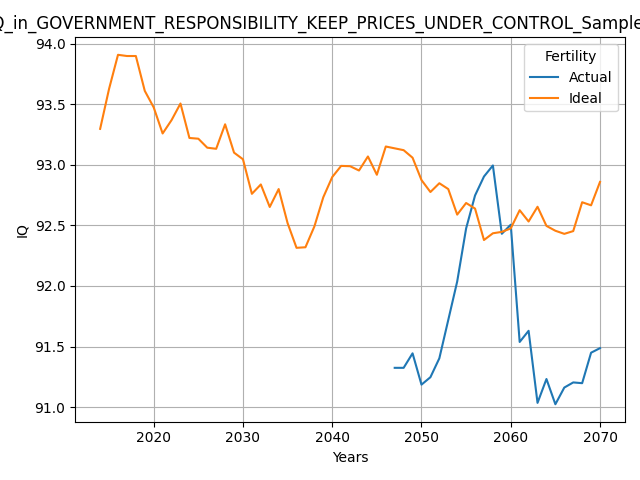 Q_in_GOVERNMENT_RESPONSIBILITY_KEEP_PRICES_UNDER_CONTROL_Sample
94.0
93.5
93.0
92.5
92.0
91.5
91.0
IQ
Fertility
Actual
Ideal
2020 2030 2040 2050 2060 2070
Years